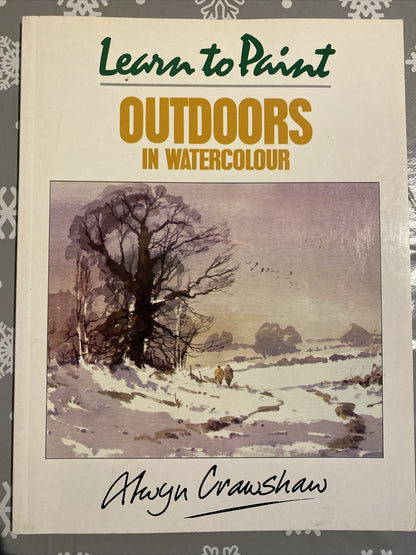 Learn to Paint
OUTDOORS
IN WATERCOLOUR
Alwyn Crawshaw